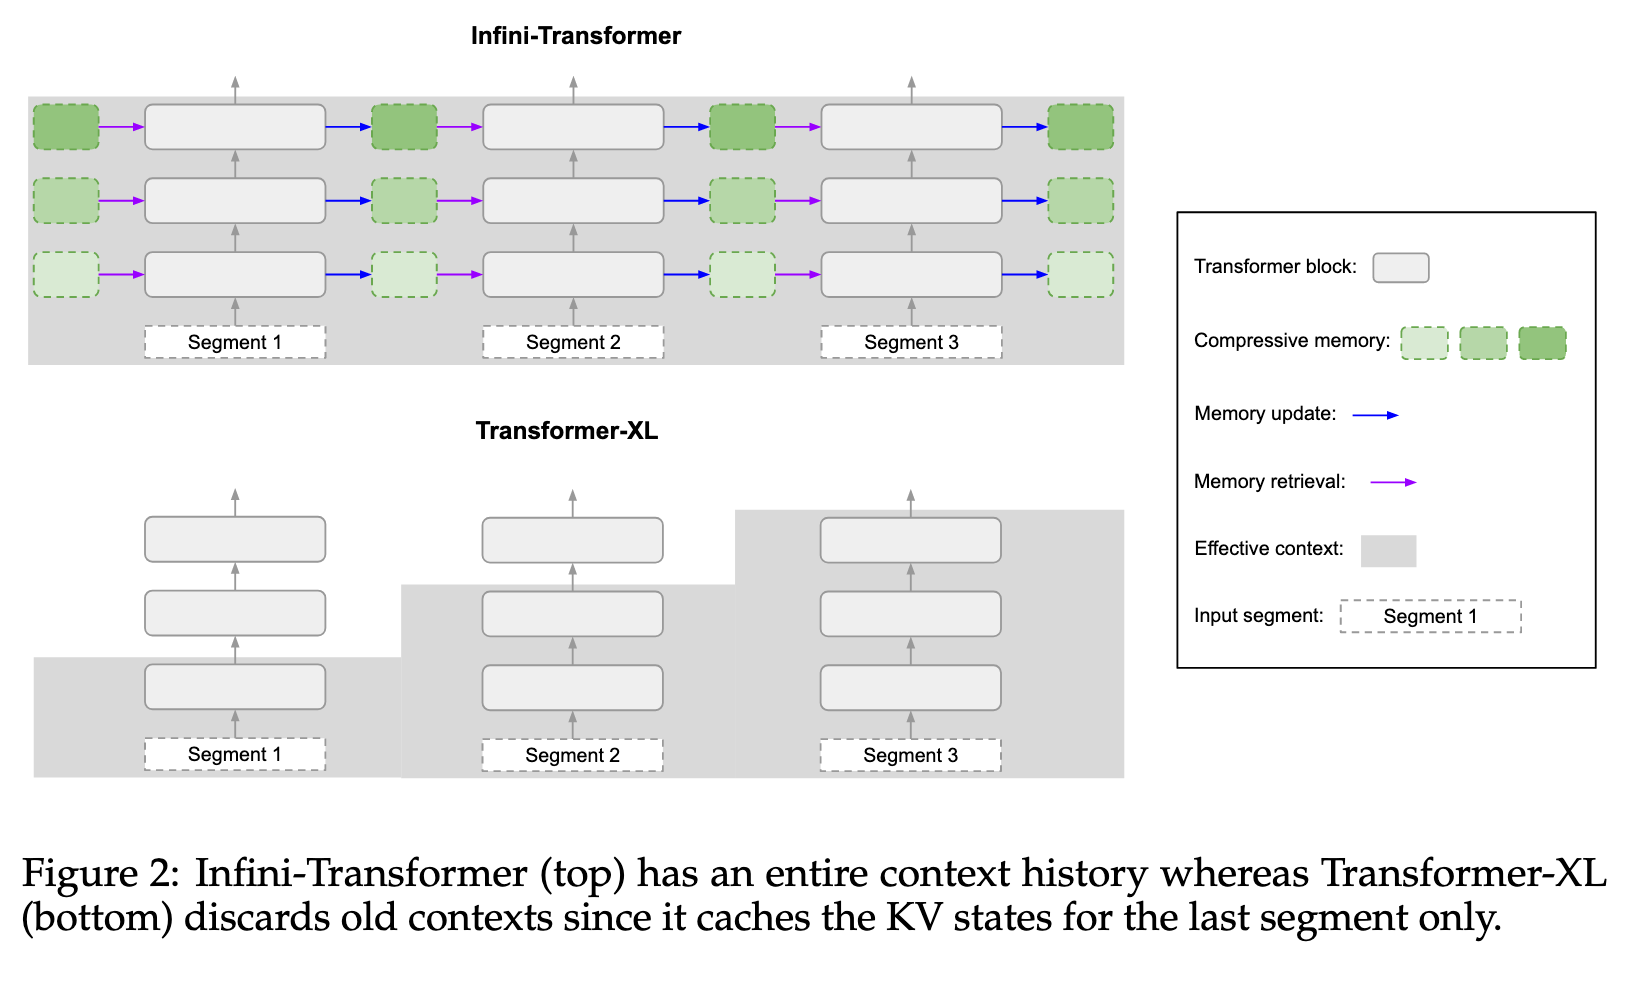 Infini-Transformer
Segment 1
Segment 2
Segment 3
Transformer-XL
Segment 1
Segment 2
Segment 3
Transformer block:
Compressive memory:
Memory update:
Memory retrieval:
Effective context:
Input segment:
Segment 1
Figure 2: Infini-Transformer (top) has an entire context history whereas Transformer-XL
(bottom) discards old contexts since it caches the KV states for the last segment only.